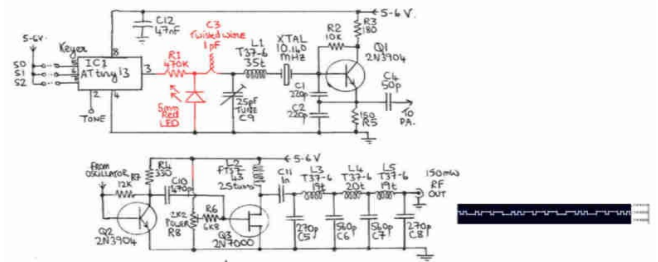 5-6V.
C12
47nF
C3
Twisted wire
1pF
R2
10k
R3
180
5-6V.
Keyer
S0
S1
S2
IC1
ATtiny13
8
3
2
4
TONE
R1
470K
5mm
Red
LED
L1
T37-6
35t
25pF
TUNE
C9
XTAL
10.140
MHZ
C1
220p
C2
220p
Q1
2N3904
C4
50p
150
R5
TO
PA.
FROM
OSCILLATOR
R7
12K
R4
330
C10
470p
L2
FT37-
43
25turns
C11
1n
5-6V
L3
T37-6
19t
L4
T37-6
20t
L5
T37-6
19t
150mW
RF
OUT
Q2
2N3904
2K2
POWER
R8
R6
6K8
Q3
2N7000
270p
C5
560p
C6
560p
C7
270p
C8